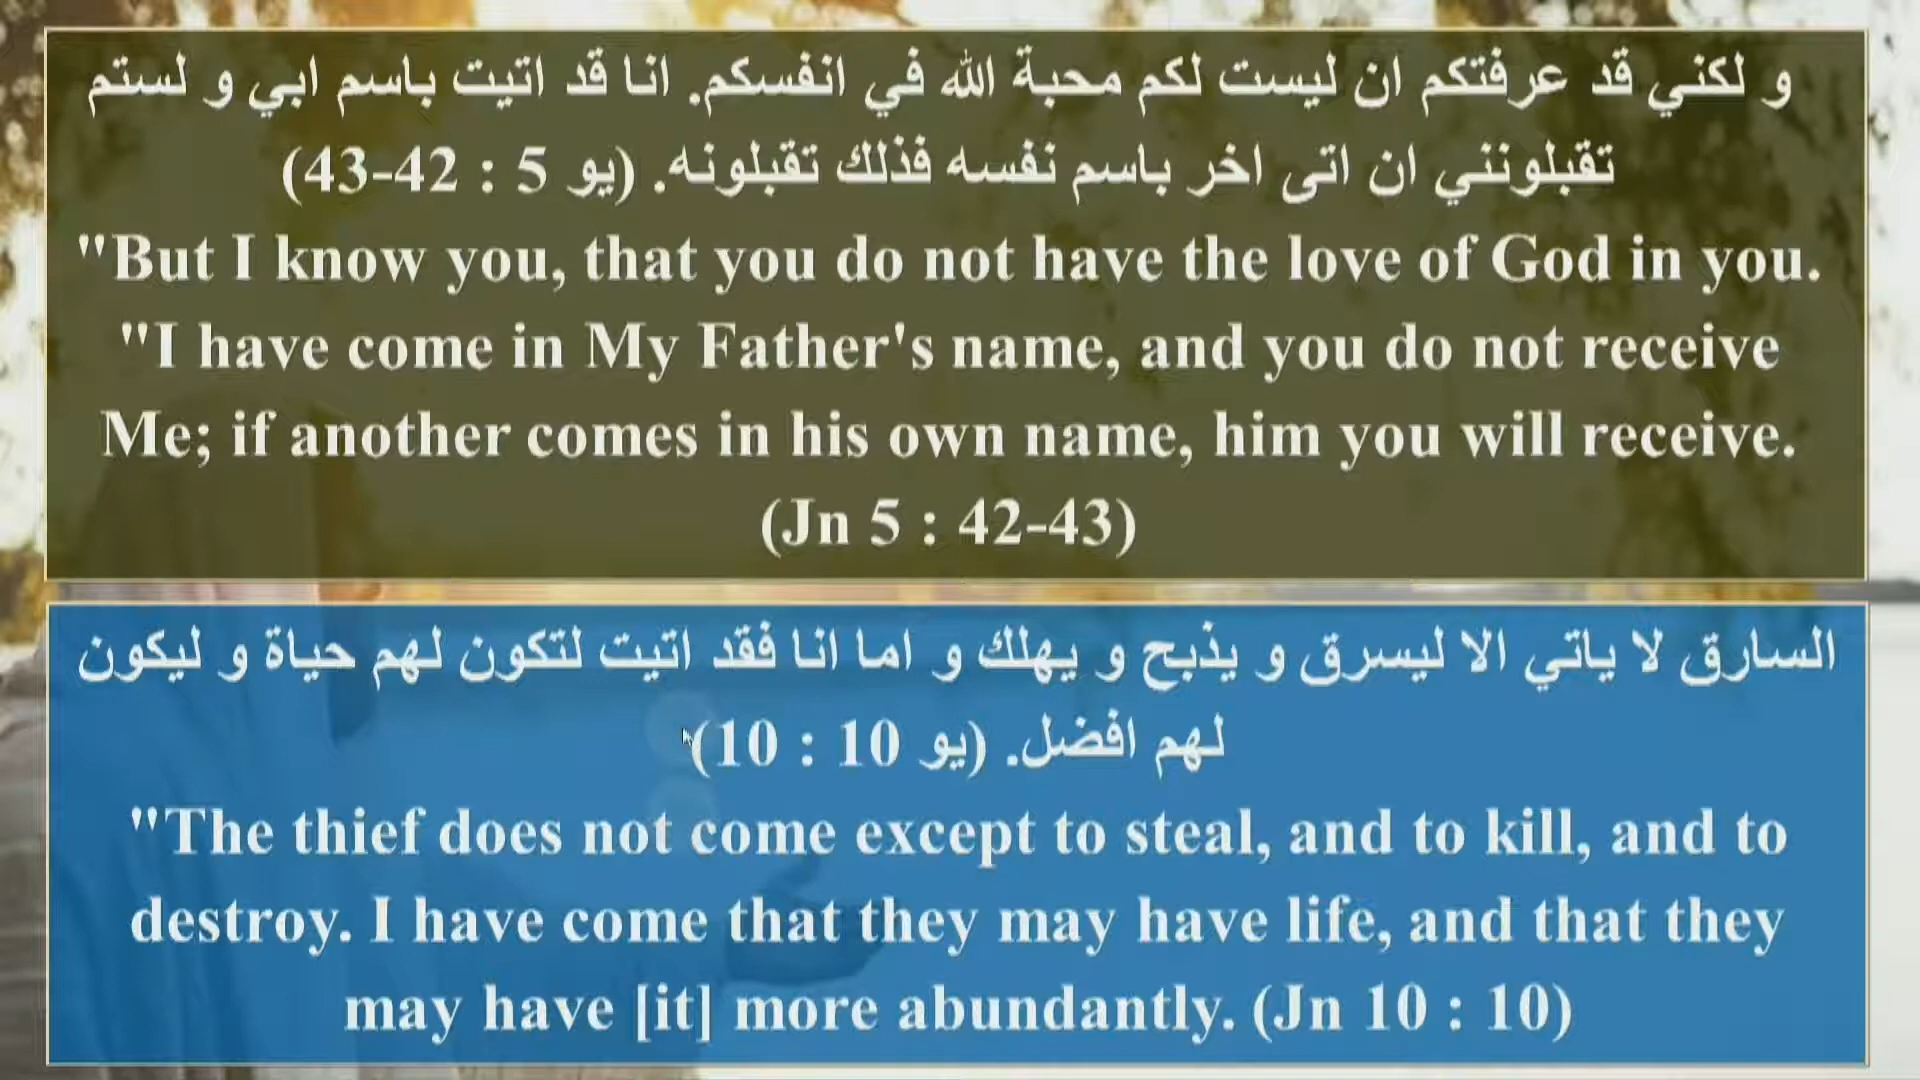 و لكني قد عرفتكم ان ليست لكم محبة الله في انفسكم. انا قد اتيت باسم ابي و لستم
تقبلونني ان اتى اخر باسم نفسه فذلك تقبلونه. (يو 5 : 42-43)
"But I know you, that you do not have the love of God in you.
"I have come in My Father's name, and you do not receive
Me; if another comes in his own name, him you will receive.
(Jn 5 : 42-43)
السارق لا ياتي الا ليسرق و يذبح و يهلك و اما انا فقد اتيت لتكون لهم حياة و ليكون
لهم افضل. (يو 10 : 10)
"The thief does not come except to steal, and to kill, and to
destroy. I have come that they may have life, and that they
may have [it] more abundantly. (Jn 10 : 10)